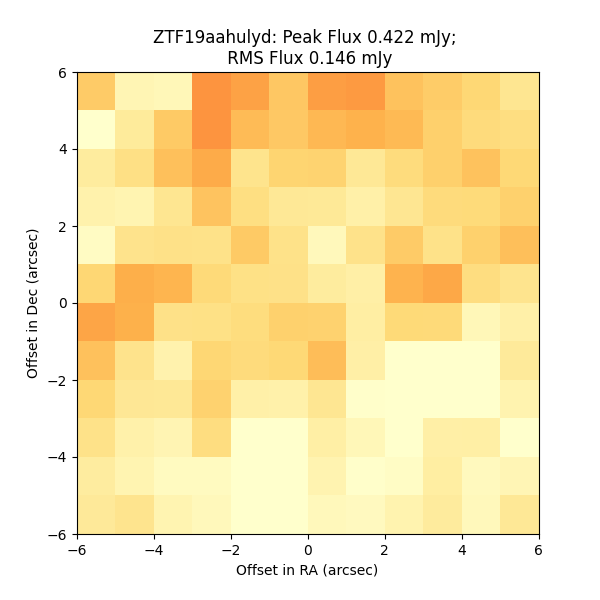 ZTF19aahulyd: Peak Flux 0.422 mJy;
RMS Flux 0.146 mJy
6
4
2
0
−2
−4
−6
Offset in Dec (arcsec)
−6 −4 −2 0 2 4 6
Offset in RA (arcsec)